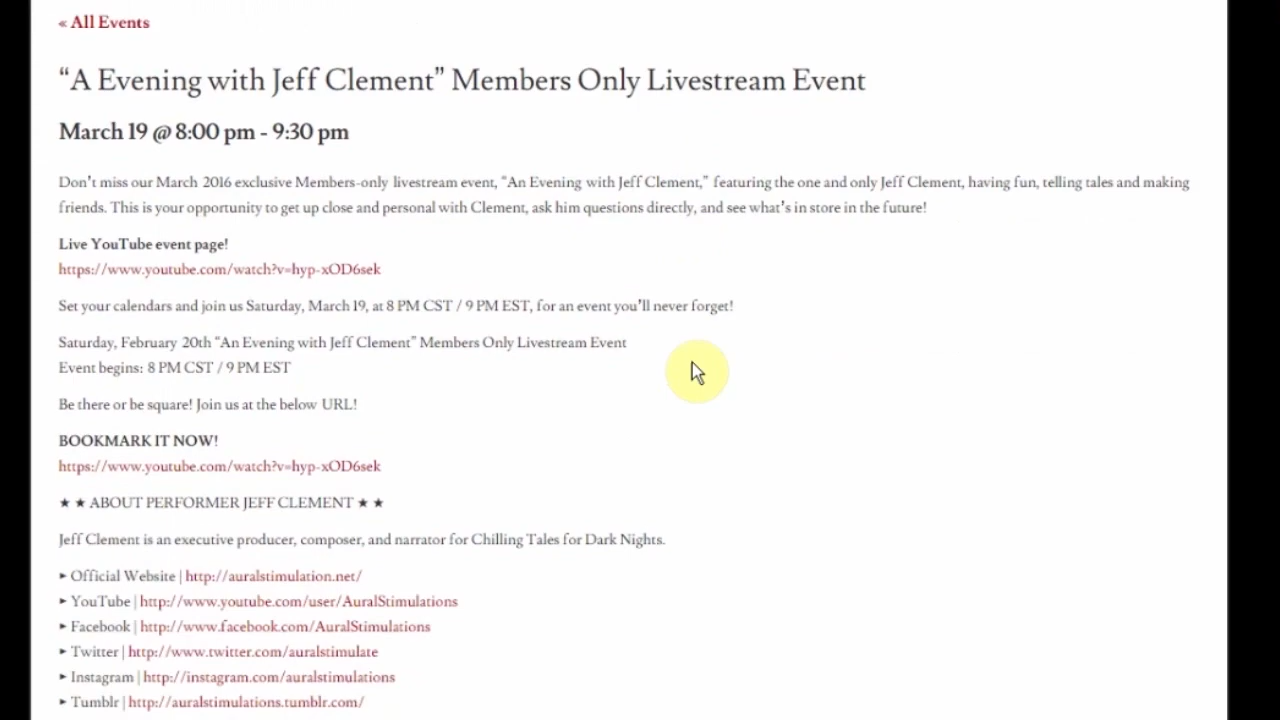 « All Events
“A Evening with Jeff Clement” Members Only Livestream Event
March 19 @ 8:00 pm - 9:30 pm
Don’t miss our March 2016 exclusive Members-only livestream event, “An Evening with Jeff Clement,” featuring the one and only Jeff Clement, having fun, telling tales and making
friends. This is your opportunity to get up close and personal with Clement, ask him questions directly, and see what’s in store in the future!
Live YouTube event page!
https://www.youtube.com/watch?v=hyp-xOD6sek
Set your calendars and join us Saturday, March 19, at 8 PM CST / 9 PM EST, for an event you’ll never forget!
Saturday, February 20th “An Evening with Jeff Clement” Members Only Livestream Event
Event begins: 8 PM CST / 9 PM EST
Be there or be square! Join us at the below URL!
BOOKMARK IT NOW!
https://www.youtube.com/watch?v=hyp-xOD6sek
★ ★ ABOUT PERFORMER JEFF CLEMENT ★ ★
Jeff Clement is an executive producer, composer, and narrator for Chilling Tales for Dark Nights.
► Official Website | http://auralstimulation.net/
► YouTube | http://www.youtube.com/user/AuralStimulations
► Facebook | http://www.facebook.com/AuralStimulations
► Twitter | http://www.twitter.com/auralstimulate
► Instagram | http://instagram.com/auralstimulations
► Tumblr | http://auralstimulations.tumblr.com/